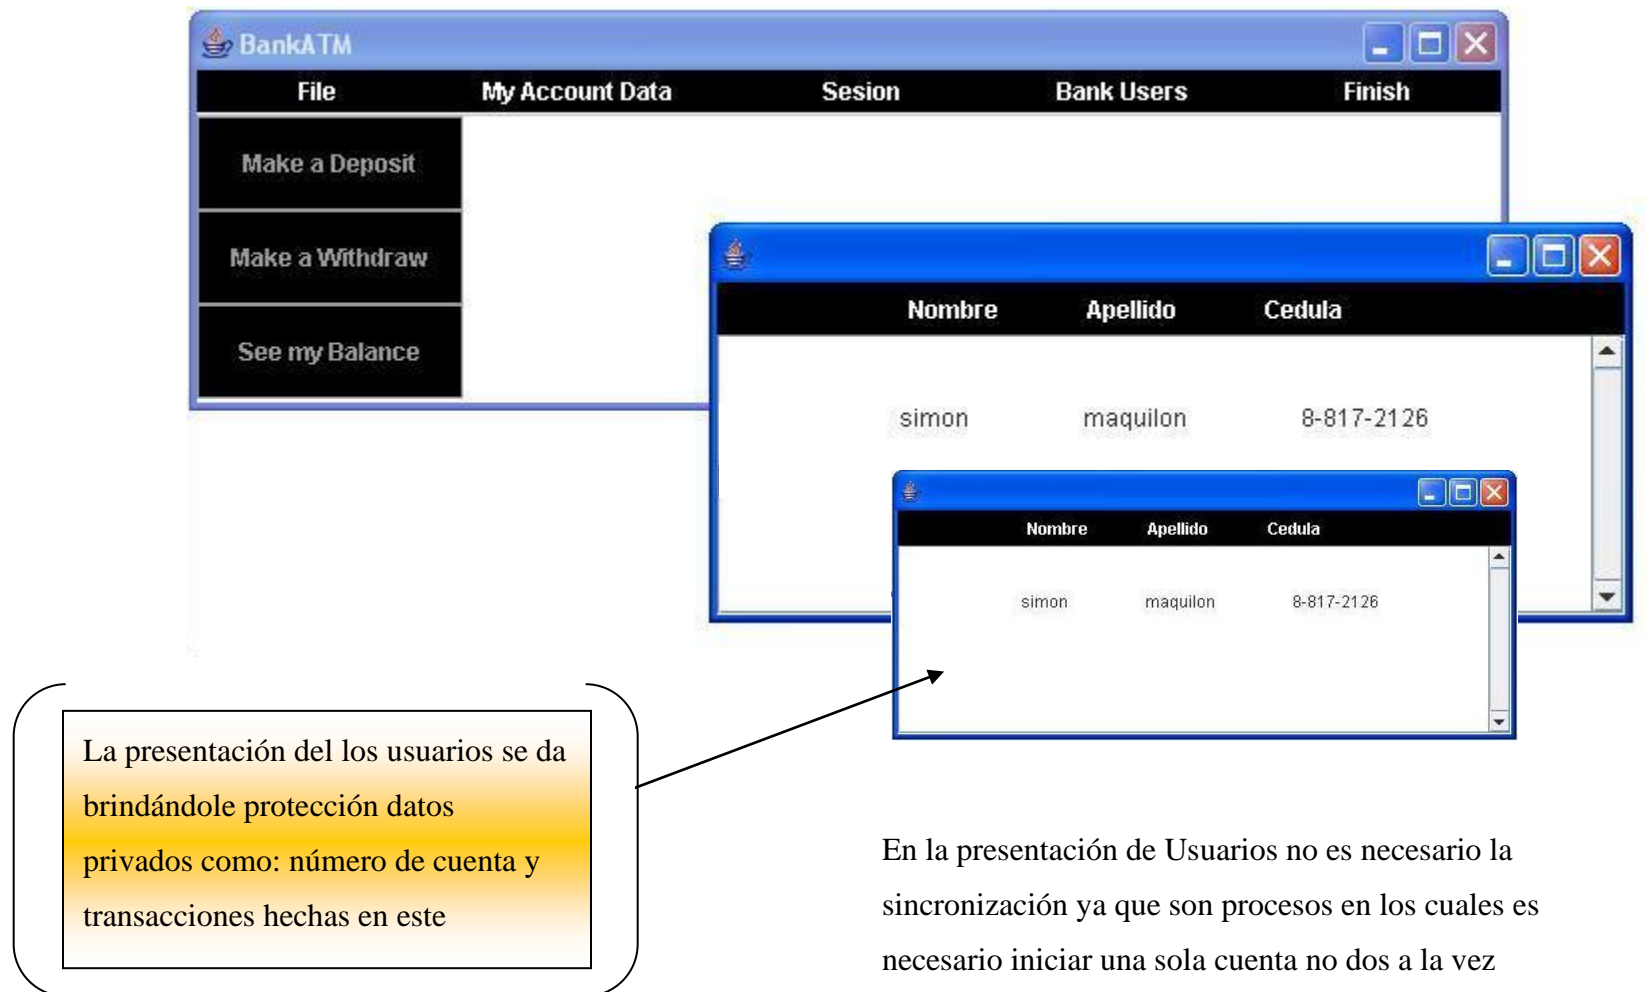 BankATM
File My Account Data Sesion Bank Users Finish
Make a Deposit
Make a Withdraw
See my Balance
Nombre Apellido Cedula
simon maquilon 8-817-2126
Nombre Apellido Cedula
simon maquilon 8-817-2126
La presentación del los usuarios se da
brindándole protección datos
privados como: número de cuenta y
transacciones hechas en este
En la presentación de Usuarios no es necesario la
sincronización ya que son procesos en los cuales es
necesario iniciar una sola cuenta no dos a la vez